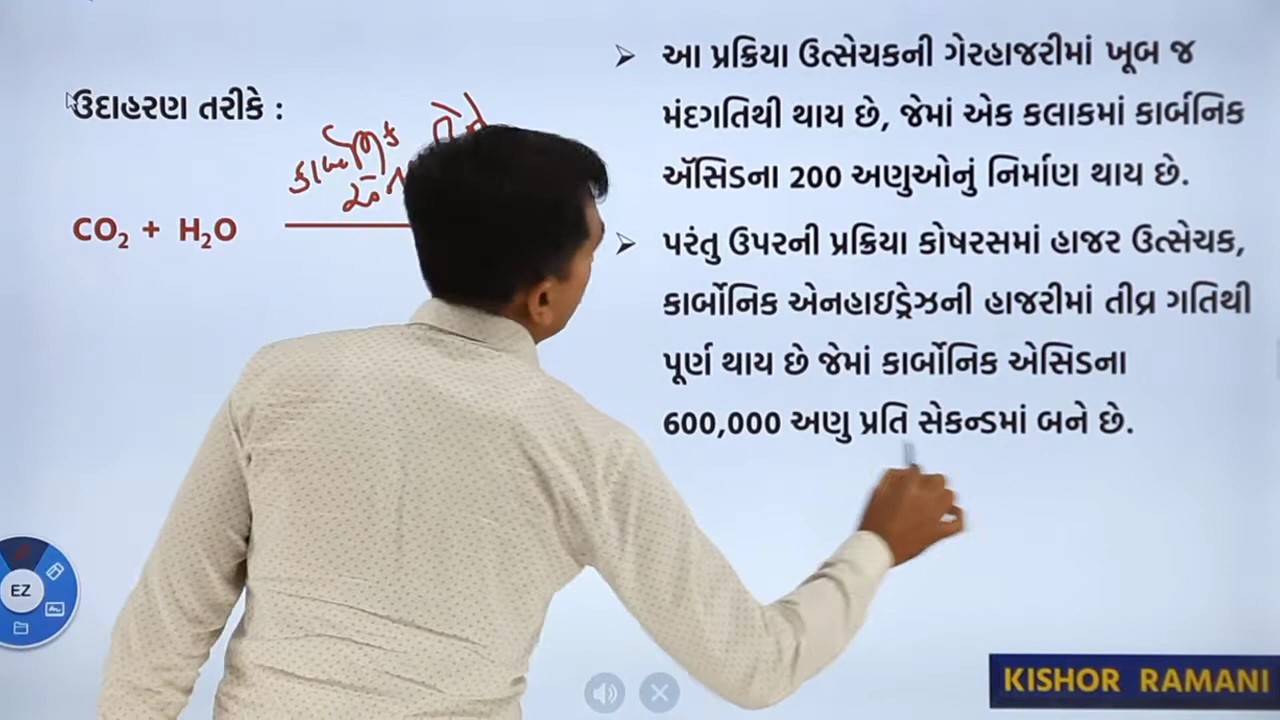 ઉદાહરણ તરીકે :
CO₂ + H₂O
➢ આ પ્રક્રિયા ઉત્સેચકની ગેરહાજરીમાં ખૂબ જ
મંદગતિથી થાય છે, જેમાં એક કલાકમાં કાર્બનિક
ઍસિડના 200 અણુઓનું નિર્માણ થાય છે.
➢ પરંતુ ઉપરની પ્રક્રિયા કોષરસમાં હાજર ઉત્સેચક,
કાર્બોનિક એનહાઇડ્રેઝની હાજરીમાં તીવ્ર ગતિથી
પૂર્ણ થાય છે જેમાં કાર્બોનિક એસિડના
600,000 અણુ પ્રતિ સેકન્ડમાં બને છે.
EZ
KISHOR RAMANI